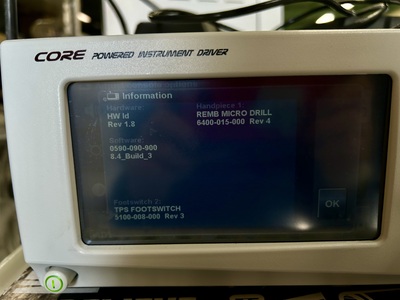 CORE POWERED INSTRUMENT DRIVER
Information
Hardware:
HW Id
Rev 1.8
Handpiece 1:
REMB MICRO DRILL
6400-015-000 Rev 4
Software:
0590-090-900
8.4_Build_3
Footswitch 2:
TPS FOOTSWITCH
5100-008-000 Rev 3
OK